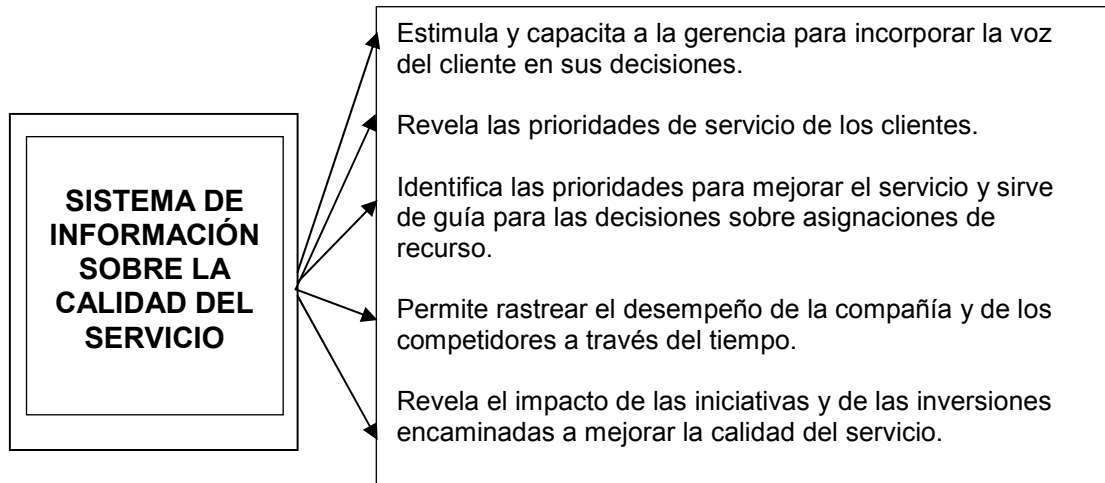 SISTEMA DE
INFORMACIÓN
SOBRE LA
CALIDAD DEL
SERVICIO
Estimula y capacita a la gerencia para incorporar la voz
del cliente en sus decisiones.
Revela las prioridades de servicio de los clientes.
Identifica las prioridades para mejorar el servicio y sirve
de guía para las decisiones sobre asignaciones de
recurso.
Permite rastrear el desempeño de la compañía y de los
competidores a través del tiempo.
Revela el impacto de las iniciativas y de las inversiones
encaminadas a mejorar la calidad del servicio.